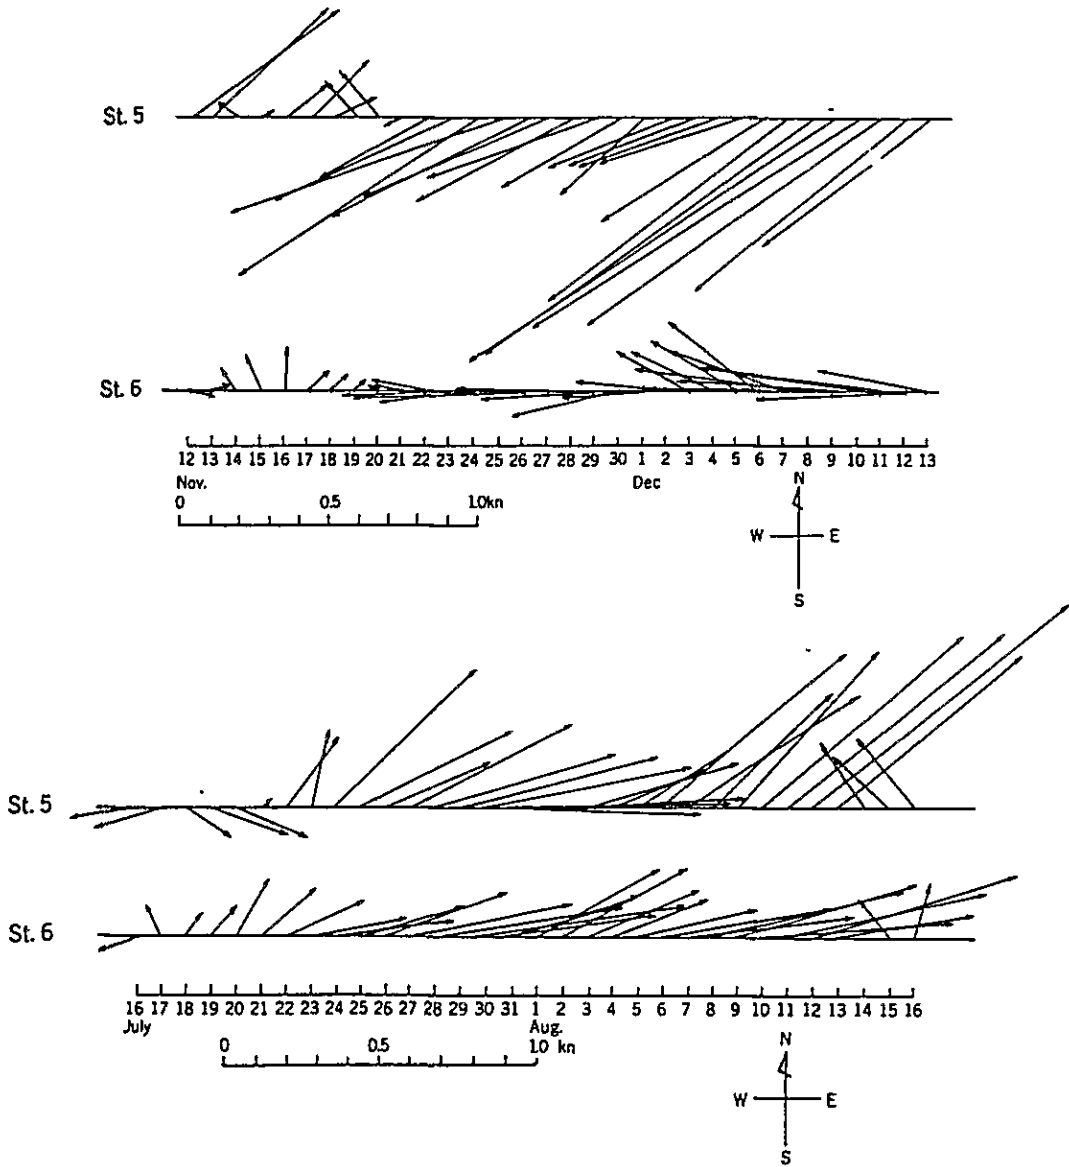 St. 5
St. 6
12 13 14 15 16 17 18 19 20 21 22 23 24 25 26 27 28 29 30 1 2 3 4 5 6 7 8 9 10 11 12 13
Nov. Dec
0 0.5 1.0kn
N
W E
S
St. 5
St. 6
16 17 18 19 20 21 22 23 24 25 26 27 28 29 30 31 1 2 3 4 5 6 7 8 9 10 11 12 13 14 15 16
July Aug.
0 0.5 1.0 kn
N
W E
S